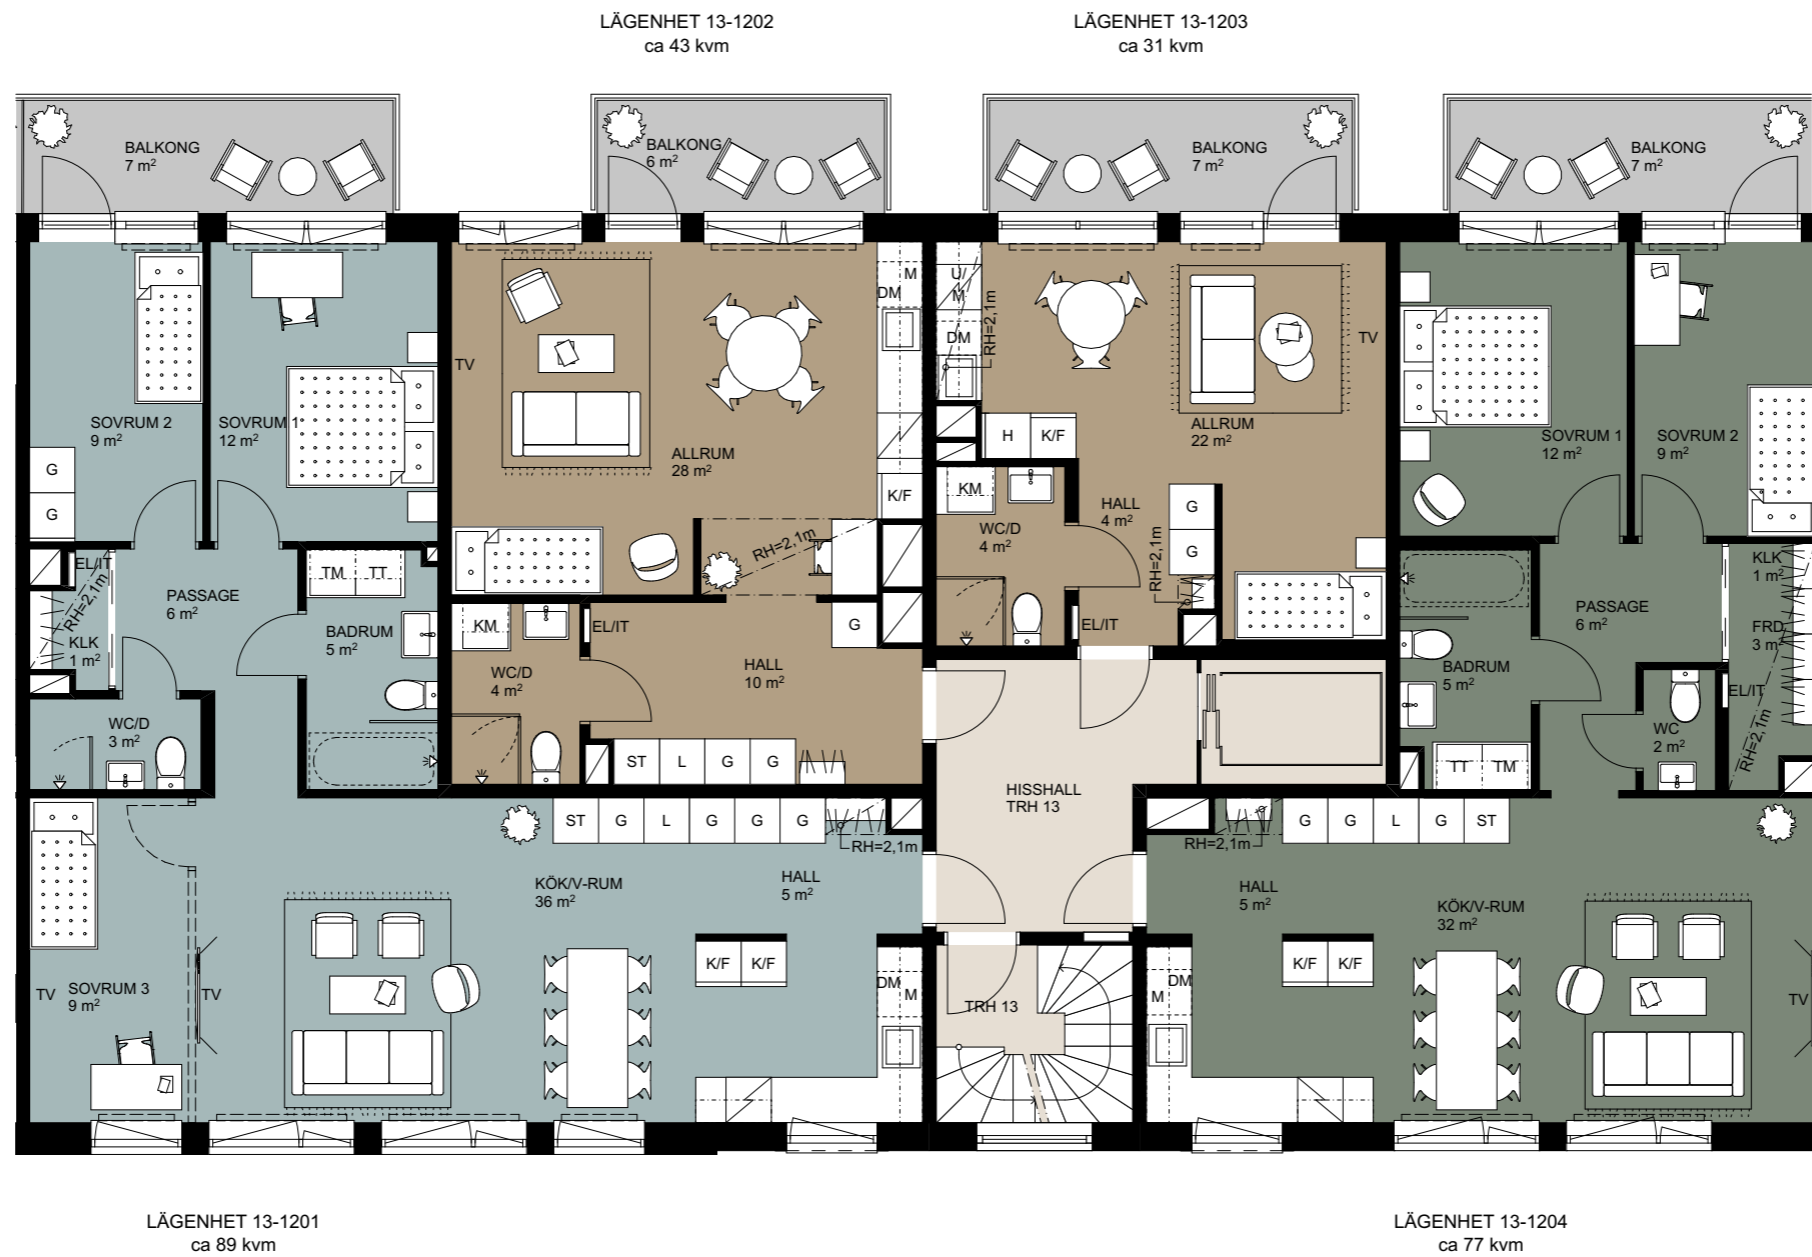 LÄGENHET 13-1202
ca 43 kvm
LÄGENHET 13-1203
ca 31 kvm
BALKONG
7 m²
BALKONG
6 m²
BALKONG
7 m²
BALKONG
7 m²
SOVRUM 2
9 m²
G
G
SOVRUM 1
12 m²
TV
ALLRUM
28 m²
M
DM
K/F
RH=2,1m
U/
M
DM
RH=2,1m
H
K/F
TV
ALLRUM
22 m²
SOVRUM 1
12 m²
SOVRUM 2
9 m²
EL/IT
RH=2,1m
KLK
1 m²
PASSAGE
6 m²
TM
TT
BADRUM
5 m²
WC/D
3 m²
KM
WC/D
4 m²
EL/IT
G
HALL
10 m²
ST
L
G
G
KM
WC/D
4 m²
HALL
4 m²
G
G
RH=2,1m
EL/IT
HISSHALL
TRH 13
BADRUM
5 m²
TT
TM
PASSAGE
6 m²
WC
2 m²
KLK
1 m²
FRD
3 m²
EL/IT
RH=2,1m
ST
G
L
G
G
G
RH=2,1m
KÖK/V-RUM
36 m²
HALL
5 m²
TV
SOVRUM 3
9 m²
TV
K/F
K/F
DM
M
TRH 13
G
G
L
G
ST
RH=2,1m
HALL
5 m²
KÖK/V-RUM
32 m²
M
DM
K/F
K/F
TV
LÄGENHET 13-1201
ca 89 kvm
LÄGENHET 13-1204
ca 77 kvm